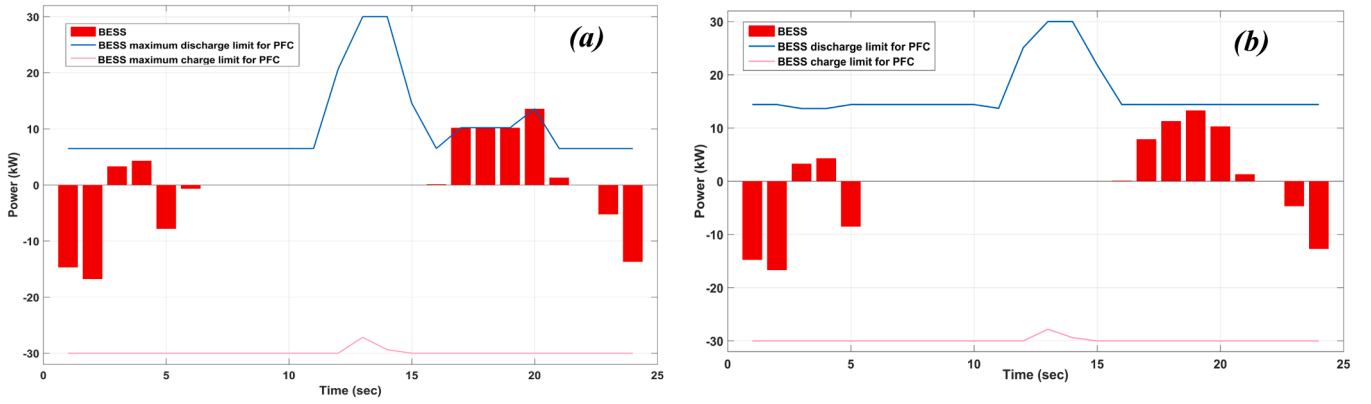 (a)
BESS
BESS maximum discharge limit for PFC
BESS maximum charge limit for PFC
Power (kW)
30
20
10
0
-10
-20
-30
0 5 10 15 20 25
Time (sec)
(b)
BESS
BESS discharge limit for PFC
BESS charge limit for PFC
Power (kW)
30
20
10
0
-10
-20
-30
0 5 10 15 20 25
Time (sec)